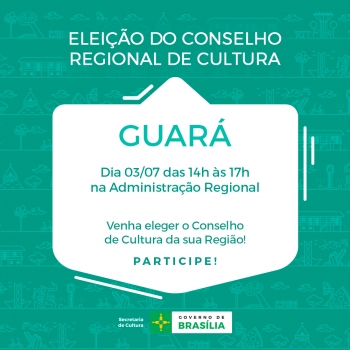 ELEIÇÃO DO CONSELHO
REGIONAL DE CULTURA
GUARÁ
Dia 03/07 das 14h às 17h
na Administração Regional
Venha eleger o Conselho
de Cultura da sua Região!
PARTICIPE!
Secretaria
de Cultura
GOVERNO DE
BRASÍLIA